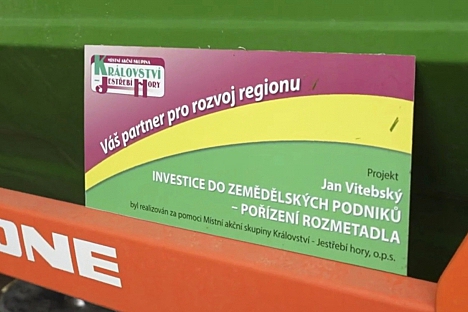 MÍSTNÍ AKČNÍ SKUPINA
KRÁLOVSTVÍ
JESTŘEBÍ HORY
Váš partner pro rozvoj regionu
Projekt
Jan Vitebský
INVESTICE DO ZEMĚDĚLSKÝCH PODNIKŮ
– POŘÍZENÍ ROZMETADLA
byl realizován za pomoci Místní akční skupiny Království – Jestřebí hory, o.p.s.
ONE